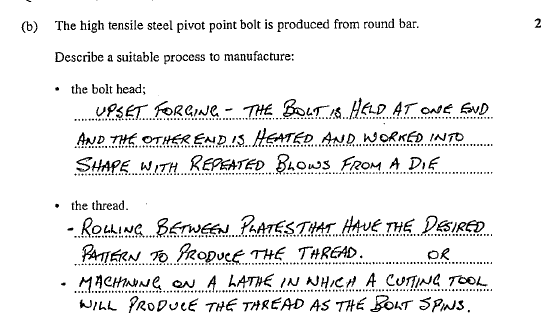 (b) The high tensile steel pivot point bolt is produced from round bar. 2
Describe a suitable process to manufacture:
• the bolt head;
UPSET FORGING - THE BOLT IS HELD AT ONE END
AND THE OTHER END IS HEATED AND WORKED INTO
SHAPE WITH REPEATED BLOWS FROM A DIE
• the thread.
- ROLLING BETWEEN PLATES THAT HAVE THE DESIRED
PATTERN TO PRODUCE THE THREAD. OR
- MACHINING ON A LATHE IN WHICH A CUTTING TOOL
WILL PRODUCE THE THREAD AS THE BOLT SPINS.